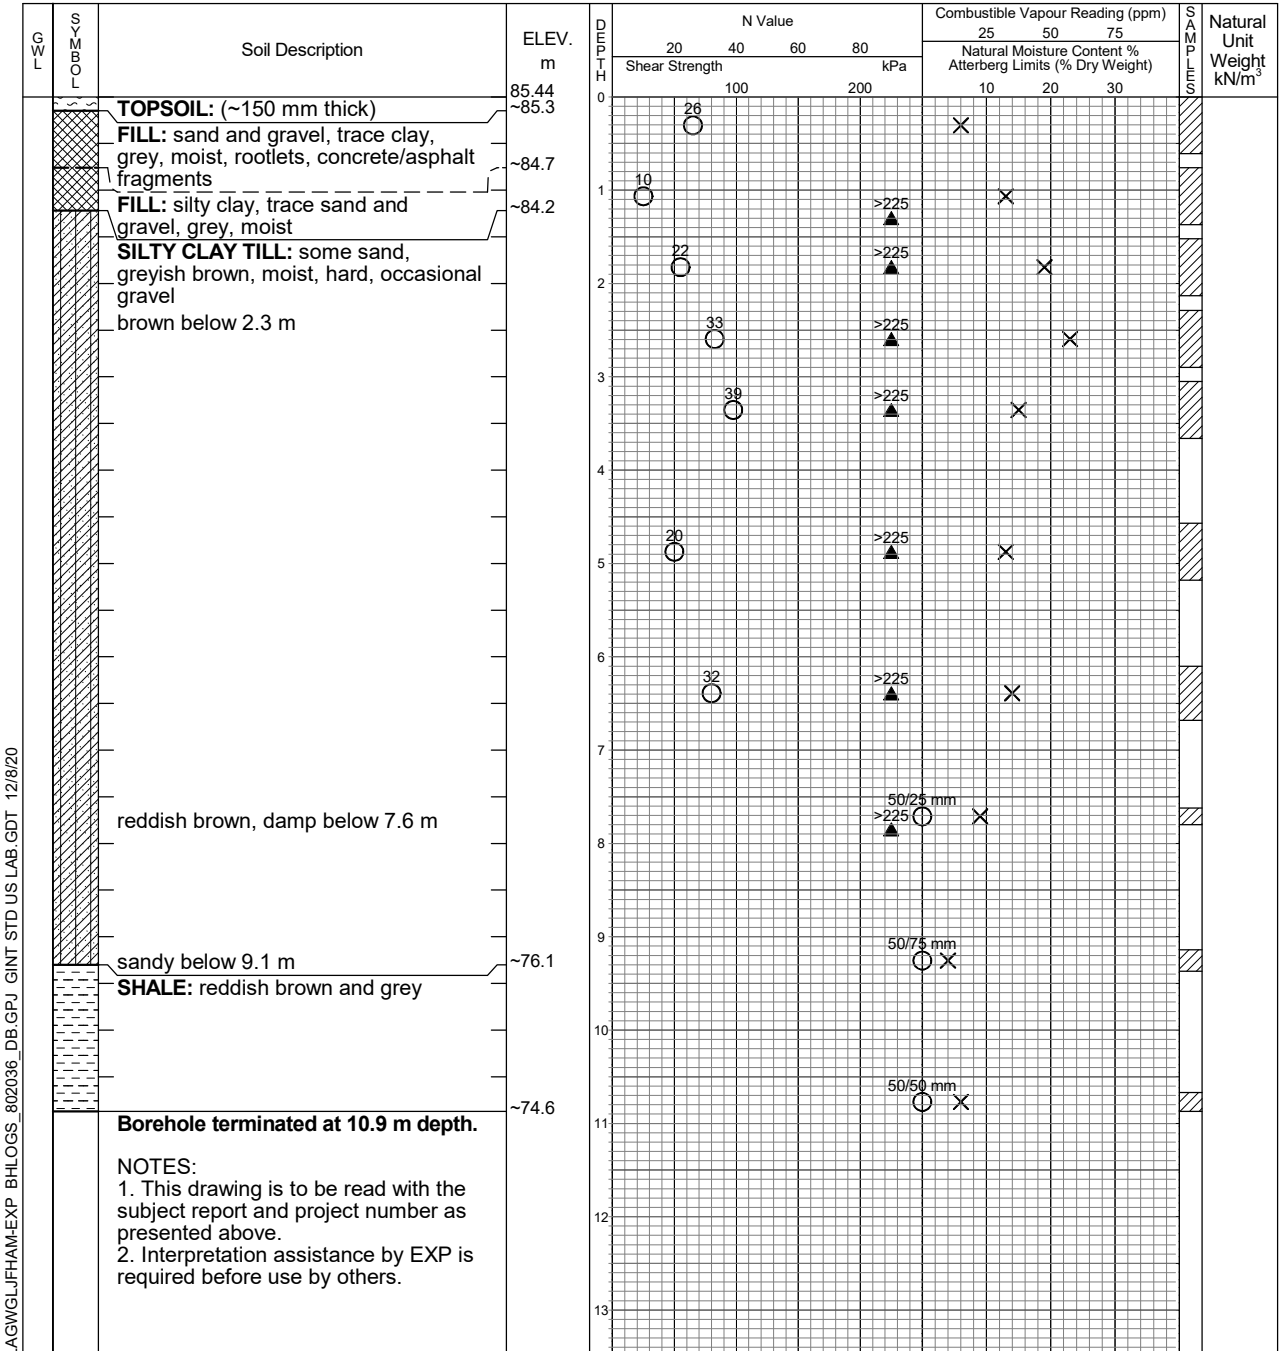 GWL
SYMBOL
Soil Description
ELEV.
m
DEPTH
N Value
20 40 60 80
Shear Strength kPa
100 200
Combustible Vapour Reading (ppm)
25 50 75
Natural Moisture Content %
Atterberg Limits (% Dry Weight)
10 20 30
SAMPLES
Natural
Unit
Weight
kN/m³
85.44
0
TOPSOIL: (~150 mm thick)
~85.3
FILL: sand and gravel, trace clay,
grey, moist, rootlets, concrete/asphalt
fragments
~84.7
FILL: silty clay, trace sand and
gravel, grey, moist
~84.2
SILTY CLAY TILL: some sand,
greyish brown, moist, hard, occasional
gravel
brown below 2.3 m
reddish brown, damp below 7.6 m
sandy below 9.1 m
~76.1
SHALE: reddish brown and grey
~74.6
Borehole terminated at 10.9 m depth.
NOTES:
1. This drawing is to be read with the
subject report and project number as
presented above.
2. Interpretation assistance by EXP is
required before use by others.
26
10
1
>225
22
>225
2
33
>225
3
39
>225
4
20
>225
5
6
32
>225
7
50/25 mm
>225
8
9
50/75 mm
10
50/50 mm
11
12
13
AGWGLJFHAM-EXP BHLOGS_802036_DB.GPJ GINT STD US LAB.GDT 12/8/20